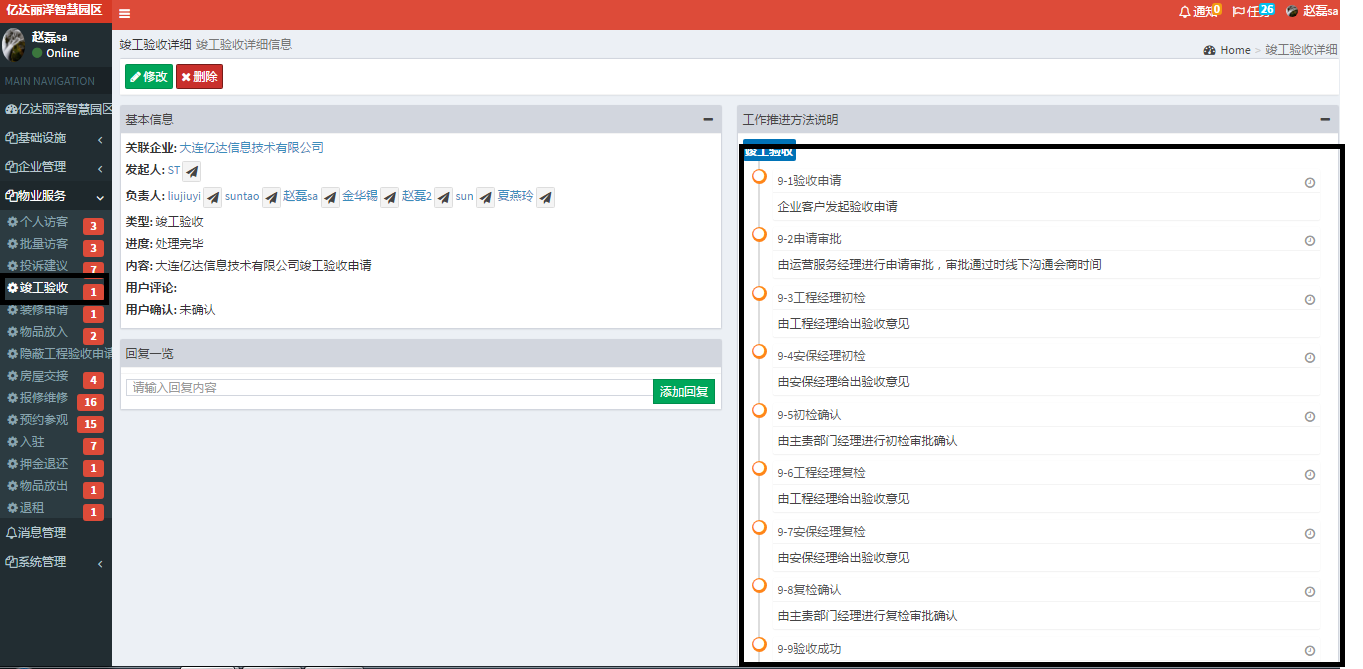 亿达丽泽智慧园区
通知 0
任务 26
赵磊sa
赵磊sa
Online
MAIN NAVIGATION
亿达丽泽智慧园区
基础设施
企业管理
物业服务
个人访客 3
批量访客 3
投诉建议 7
竣工验收 1
装修申请 1
物品放入 2
隐蔽工程验收申请
房屋交接 4
报修维修 16
预约参观 15
入驻 7
押金退还 1
物品放出 1
退租 1
消息管理
系统管理
竣工验收详细 竣工验收详细信息
Home > 竣工验收详细
修改 删除
基本信息
关联企业: 大连亿达信息技术有限公司
发起人: ST
负责人: liujiuyi suntao 赵磊sa 金华锡 赵磊2 sun 夏燕玲
类型: 竣工验收
进度: 处理完毕
内容: 大连亿达信息技术有限公司竣工验收申请
用户评论:
用户确认: 未确认
回复一览
请输入回复内容 添加回复
工作推进方法说明
竣工验收
9-1验收申请
企业客户发起验收申请
9-2申请审批
由运营服务经理进行申请审批，审批通过时线下沟通会商时间
9-3工程经理初检
由工程经理给出验收意见
9-4安保经理初检
由安保经理给出验收意见
9-5初检确认
由主责部门经理进行初检审批确认
9-6工程经理复检
由工程经理给出验收意见
9-7安保经理复检
由安保经理给出验收意见
9-8复检确认
由主责部门经理进行复检审批确认
9-9验收成功